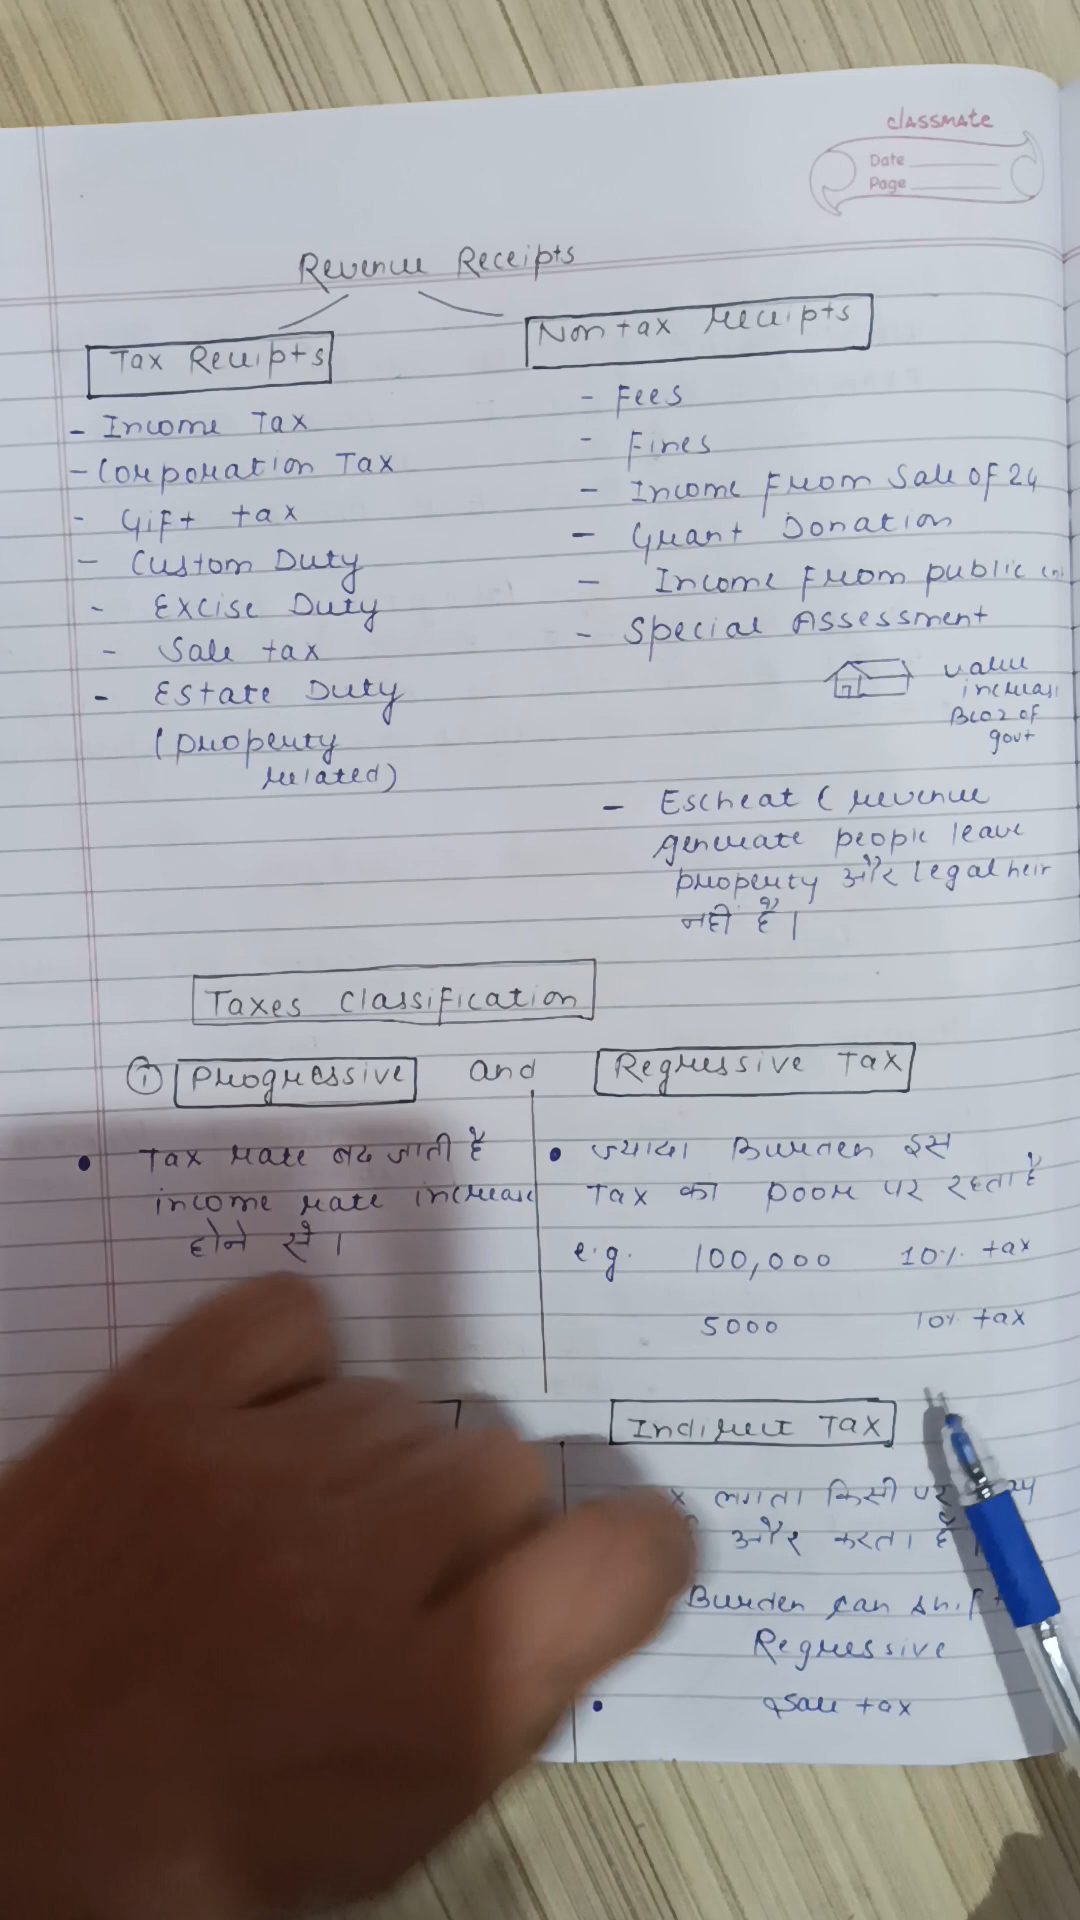 classmate
Date
Page
Revenue Receipts
Tax Receipts
- Income Tax
- Corporation Tax
- Gift tax
- Custom Duty
- Excise Duty
- Sale tax
- Estate Duty
(property
related)
Non tax receipts
- Fees
- Fines
- Income From Sale of 24
- Grant Donation
- Income From public
- Special Assessment
value
increas
Bcoz of
govt
- Escheat ( revenue
generate people leave
property और legal heir
नहीं है।
Taxes Classification
① Progressive and Regressive Tax
• Tax rate बढ़ जाती है
income rate increase
होने से।
• ज्यादा Burden इस
Tax का poor पर रहता है
e.g. 100,000 10% tax
5000 10% tax
Indirect Tax
लगता किसी पर
और करता है।
Burden can shift
Regressive
• Sale tax